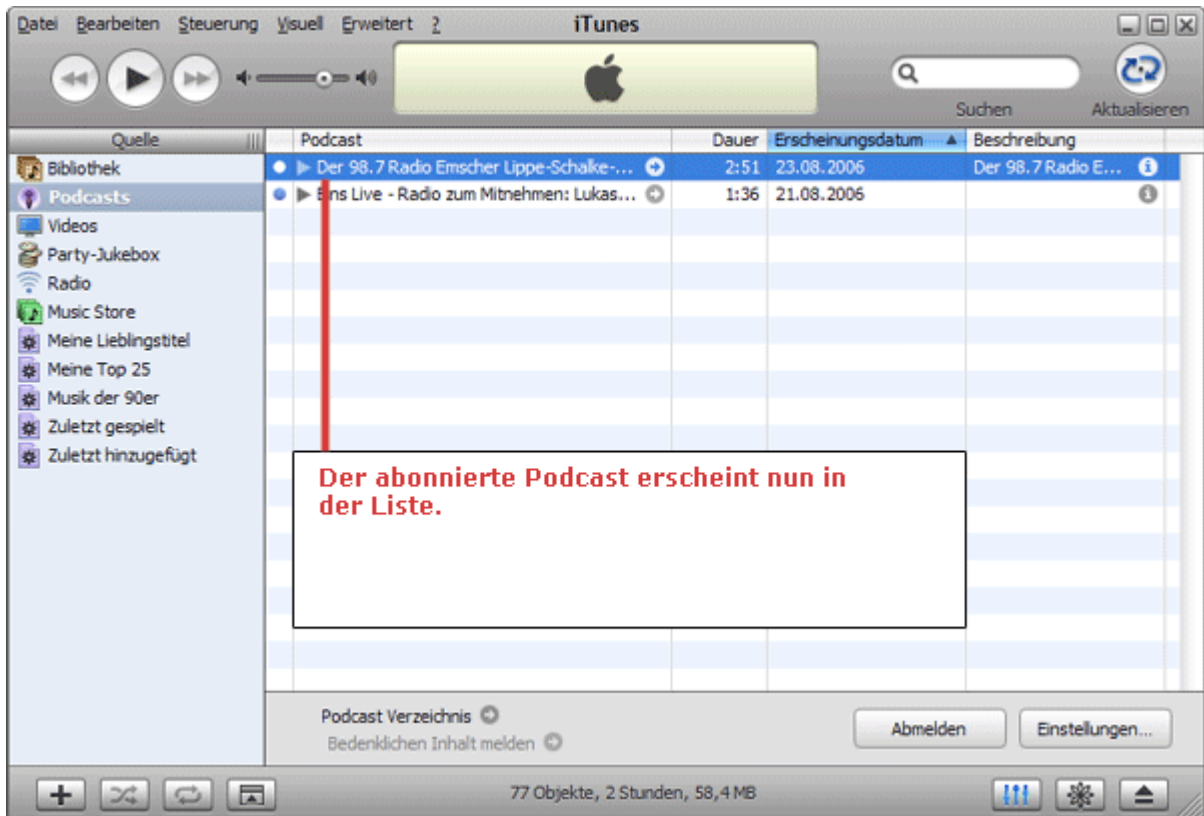 Datei Bearbeiten Steuerung Visuell Erweitert ? iTunes
Suchen Aktualisieren
Quelle Podcast Dauer Erscheinungsdatum Beschreibung
Bibliothek Der 98.7 Radio Emscher Lippe-Schalke-... 2:51 23.08.2006 Der 98.7 Radio E...
Podcasts Eins Live - Radio zum Mitnehmen: Lukas... 1:36 21.08.2006
Videos
Party-Jukebox
Radio
Music Store
Meine Lieblingstitel
Meine Top 25
Musik der 90er
Zuletzt gespielt
Zuletzt hinzugefügt
Der abonnierte Podcast erscheint nun in
der Liste.
Podcast Verzeichnis
Bedenklichen Inhalt melden
Abmelden Einstellungen...
77 Objekte, 2 Stunden, 58,4 MB